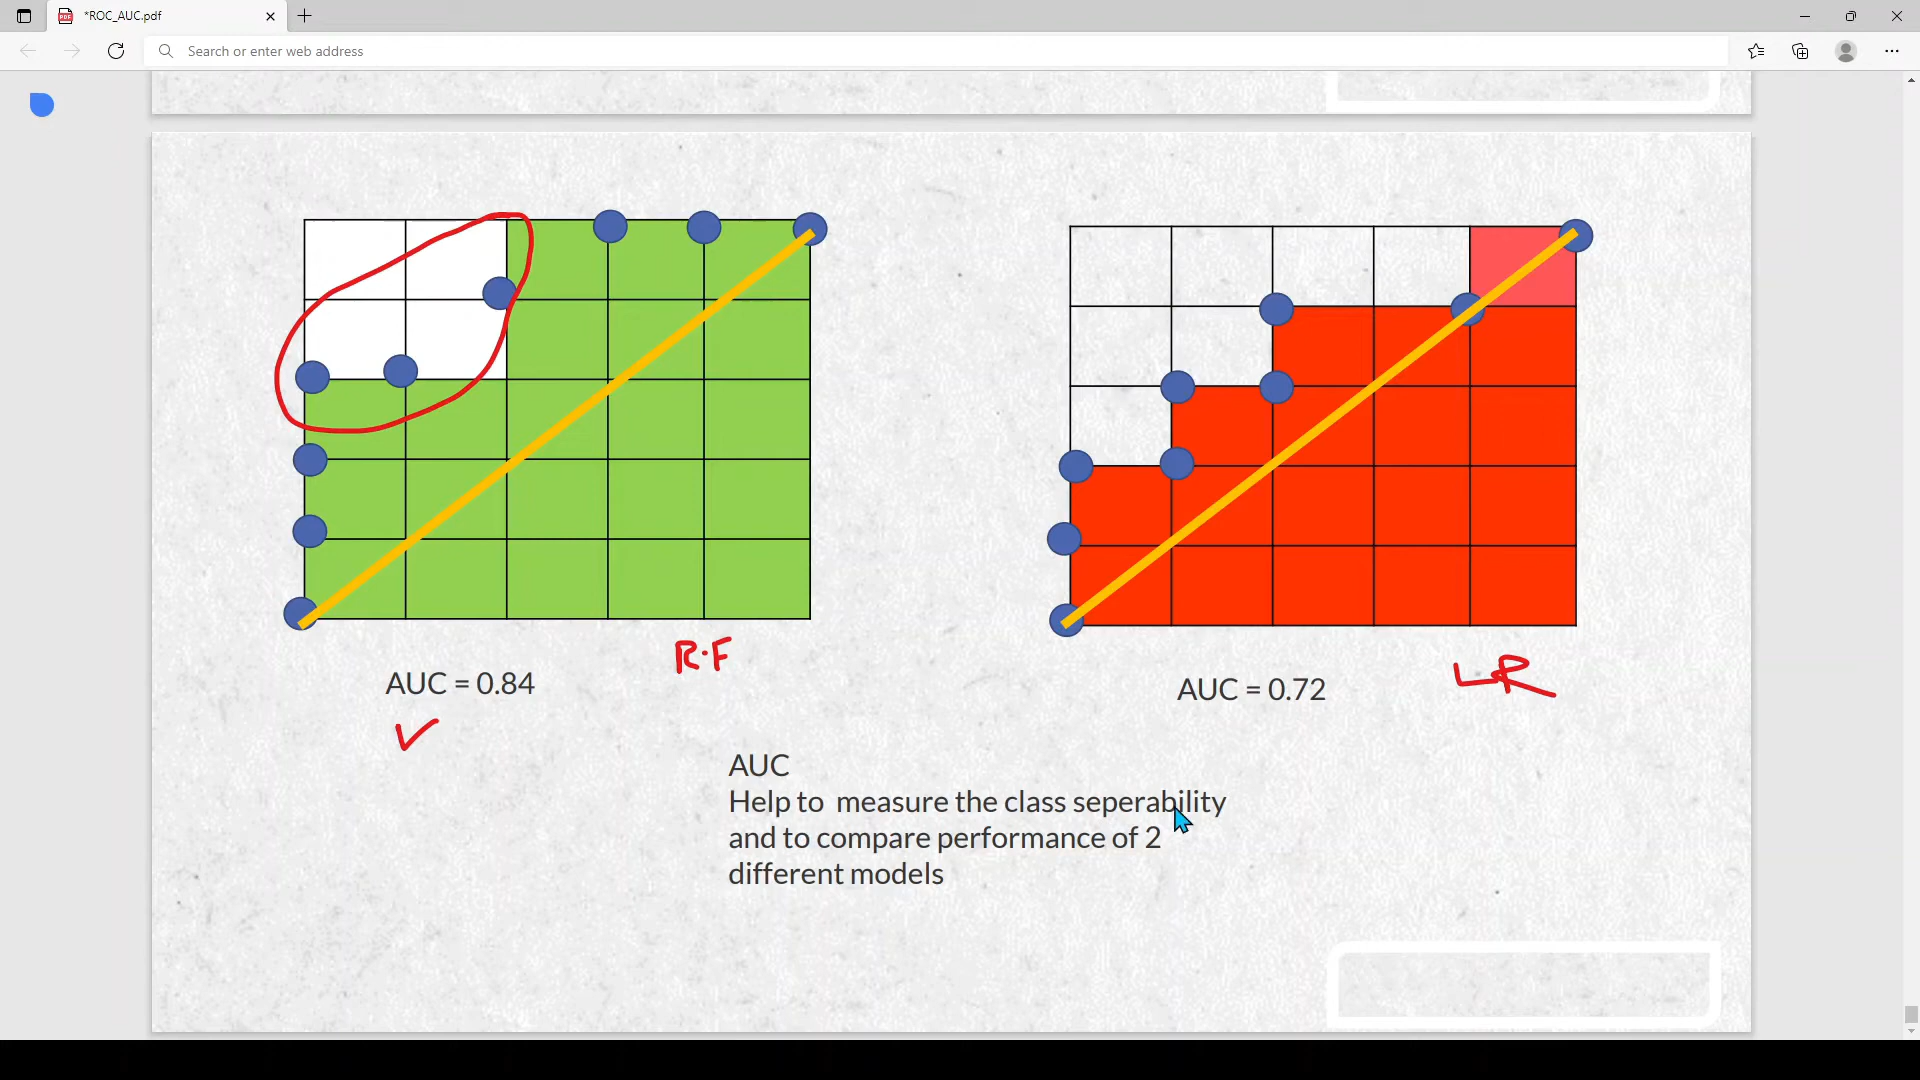 *ROC_AUC.pdf
Search or enter web address
R.F
AUC = 0.84
LR
AUC = 0.72
AUC
Help to measure the class seperability
and to compare performance of 2
different models